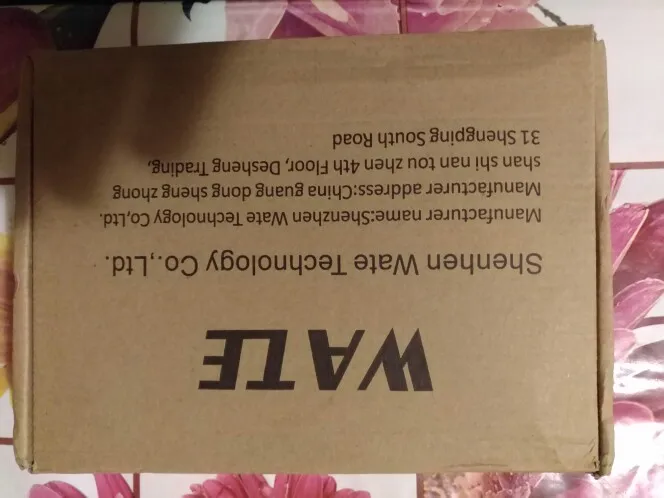 WATE
Shenhen Wate Technology Co.,Ltd.
Manufacturer name:Shenzhen Wate Technology Co,Ltd.
Manufacturer address:China guang dong sheng zhong
shan shi nan tou zhen 4th Floor, Desheng Trading,
31 Shengping South Road